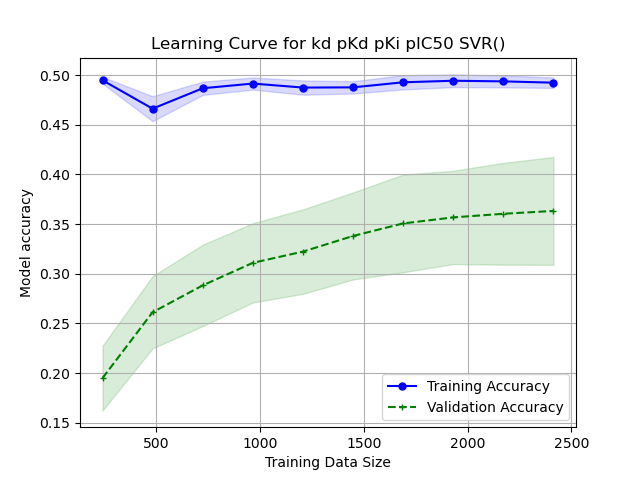 Learning Curve for kd pKd pKi pIC50 SVR()
0.50
0.45
0.40
0.35
0.30
0.25
0.20
0.15
Model accuracy
Training Accuracy
Validation Accuracy
500
1000
1500
2000
2500
Training Data Size